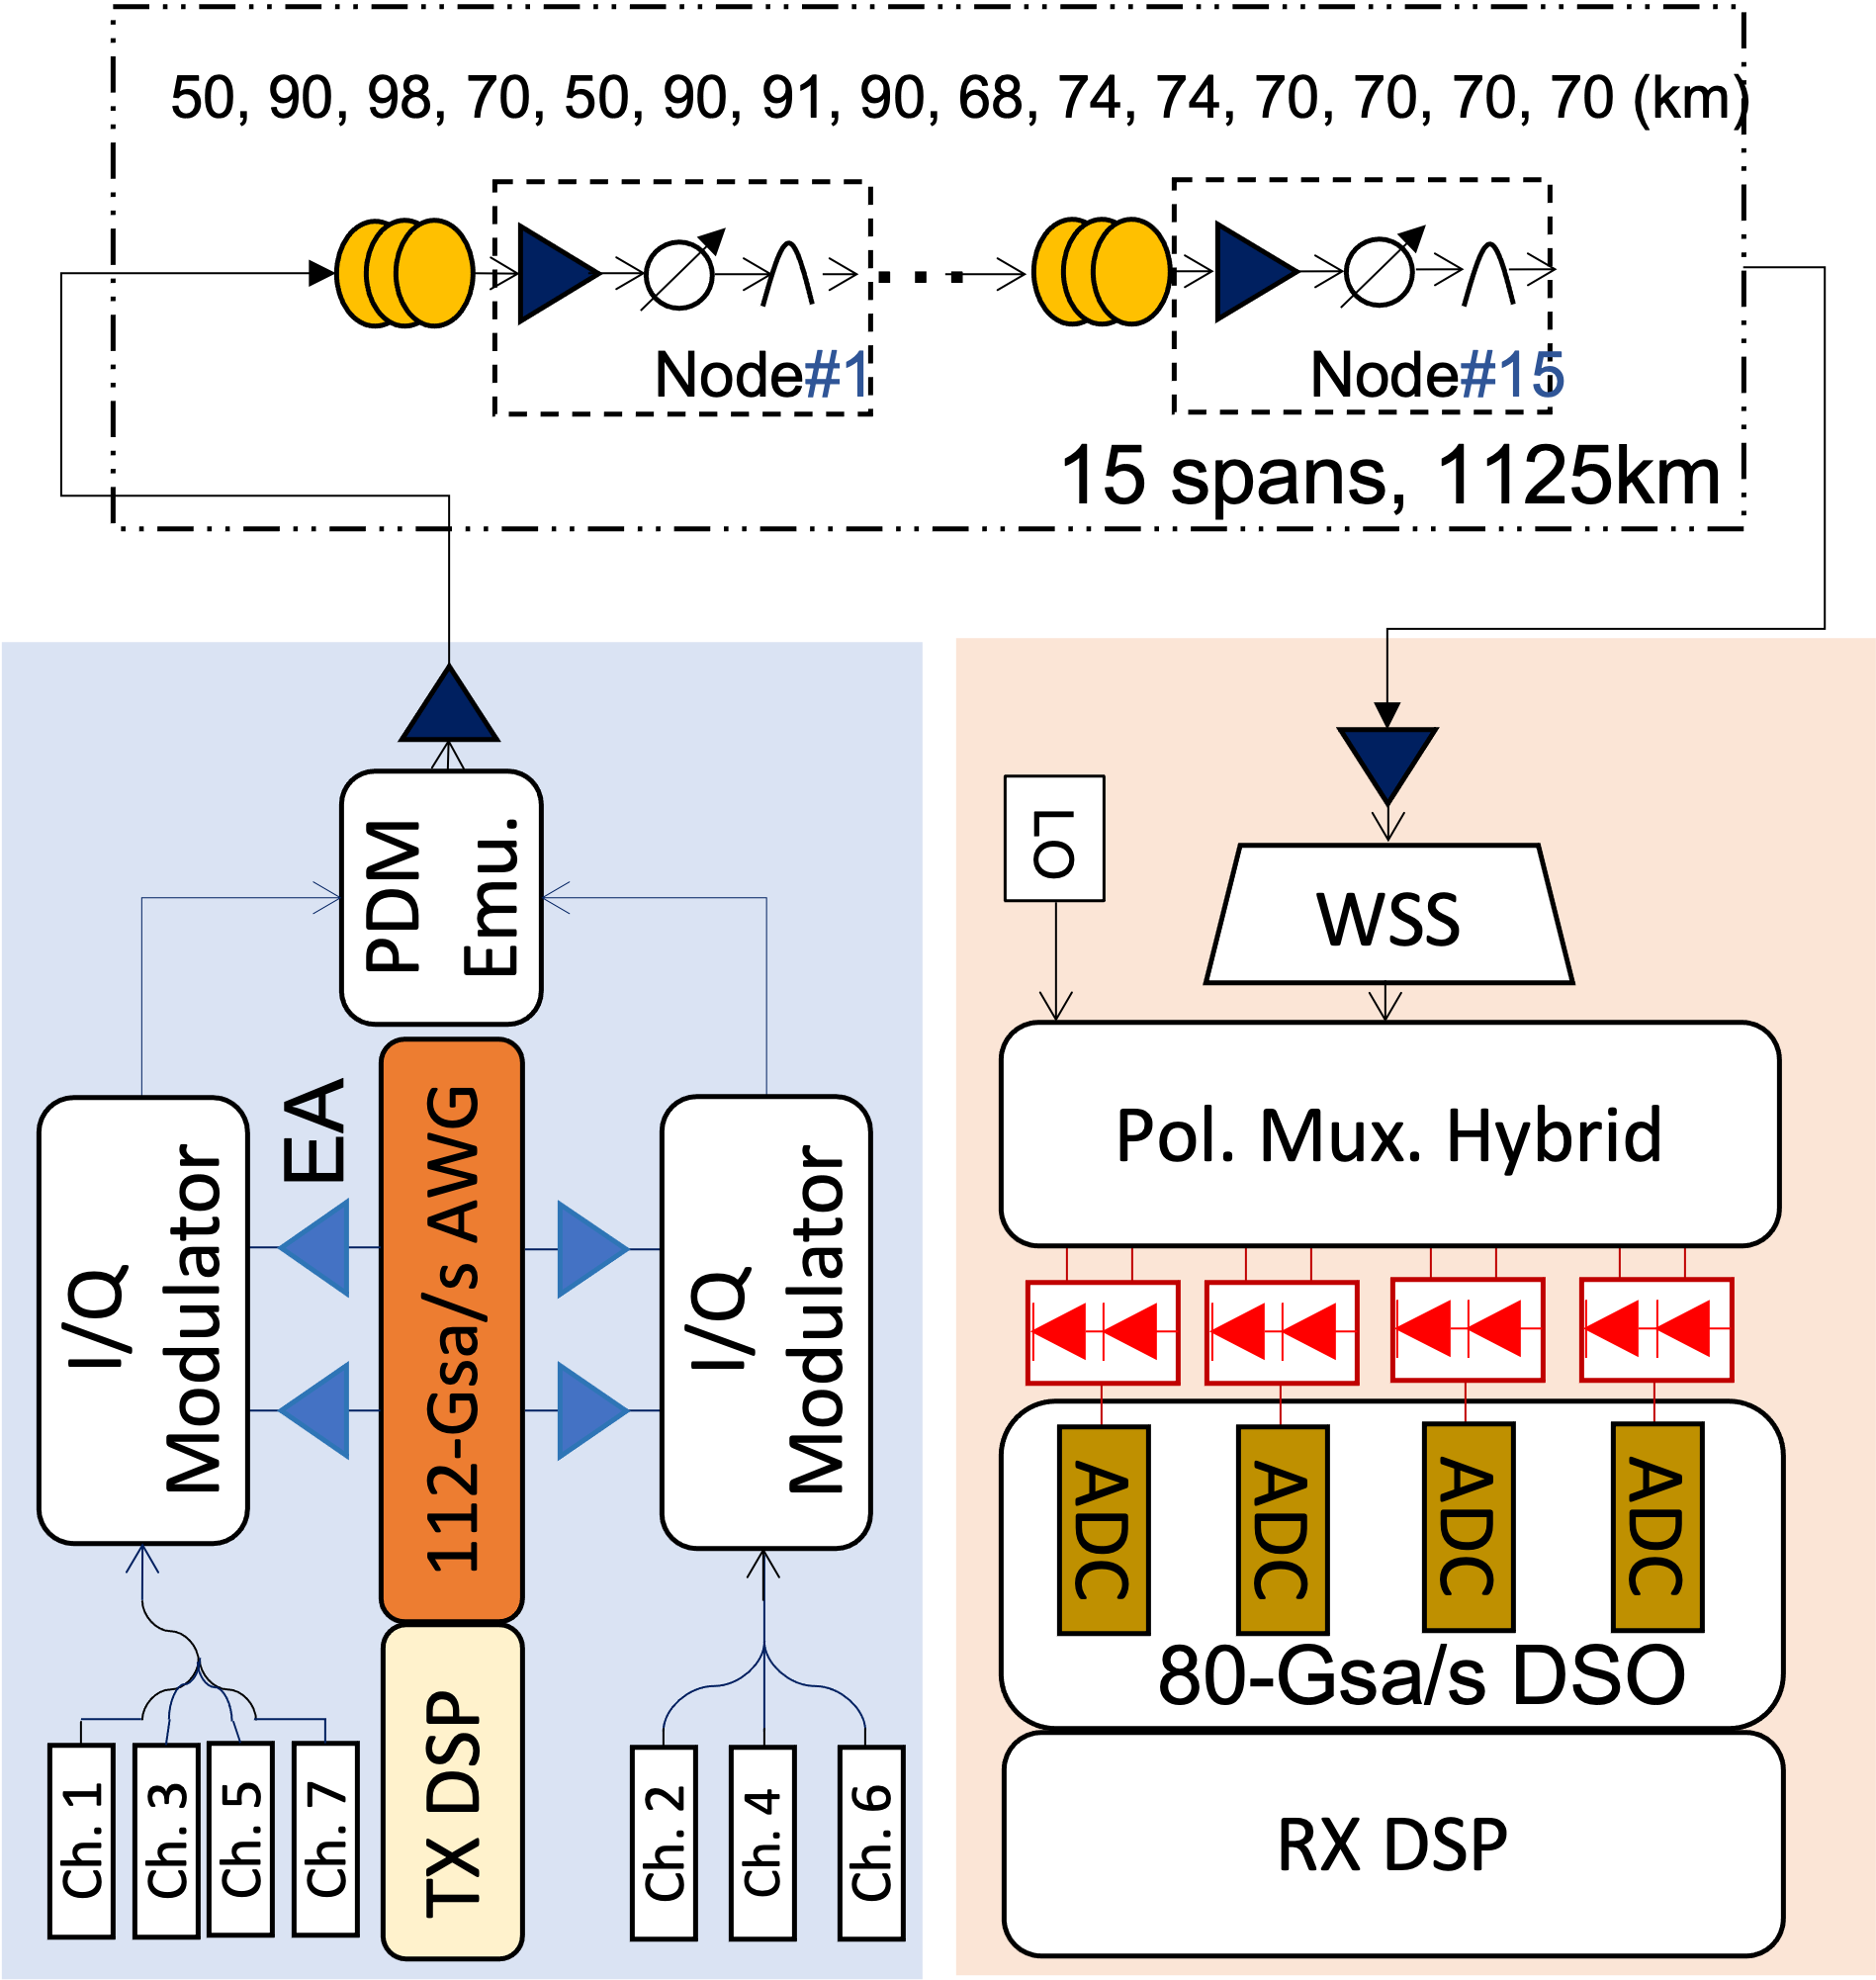 50, 90, 98, 70, 50, 90, 91, 90, 68, 74, 74, 70, 70, 70, 70 (km)
Node#1
Node#15
15 spans, 1125km
PDM
Emu.
I/Q
Modulator
EA
112-Gsa/s AWG
I/Q
Modulator
TX DSP
Ch. 1
Ch. 3
Ch. 5
Ch. 7
Ch. 2
Ch. 4
Ch. 6
LO
WSS
Pol. Mux. Hybrid
ADC
ADC
ADC
ADC
80-Gsa/s DSO
RX DSP